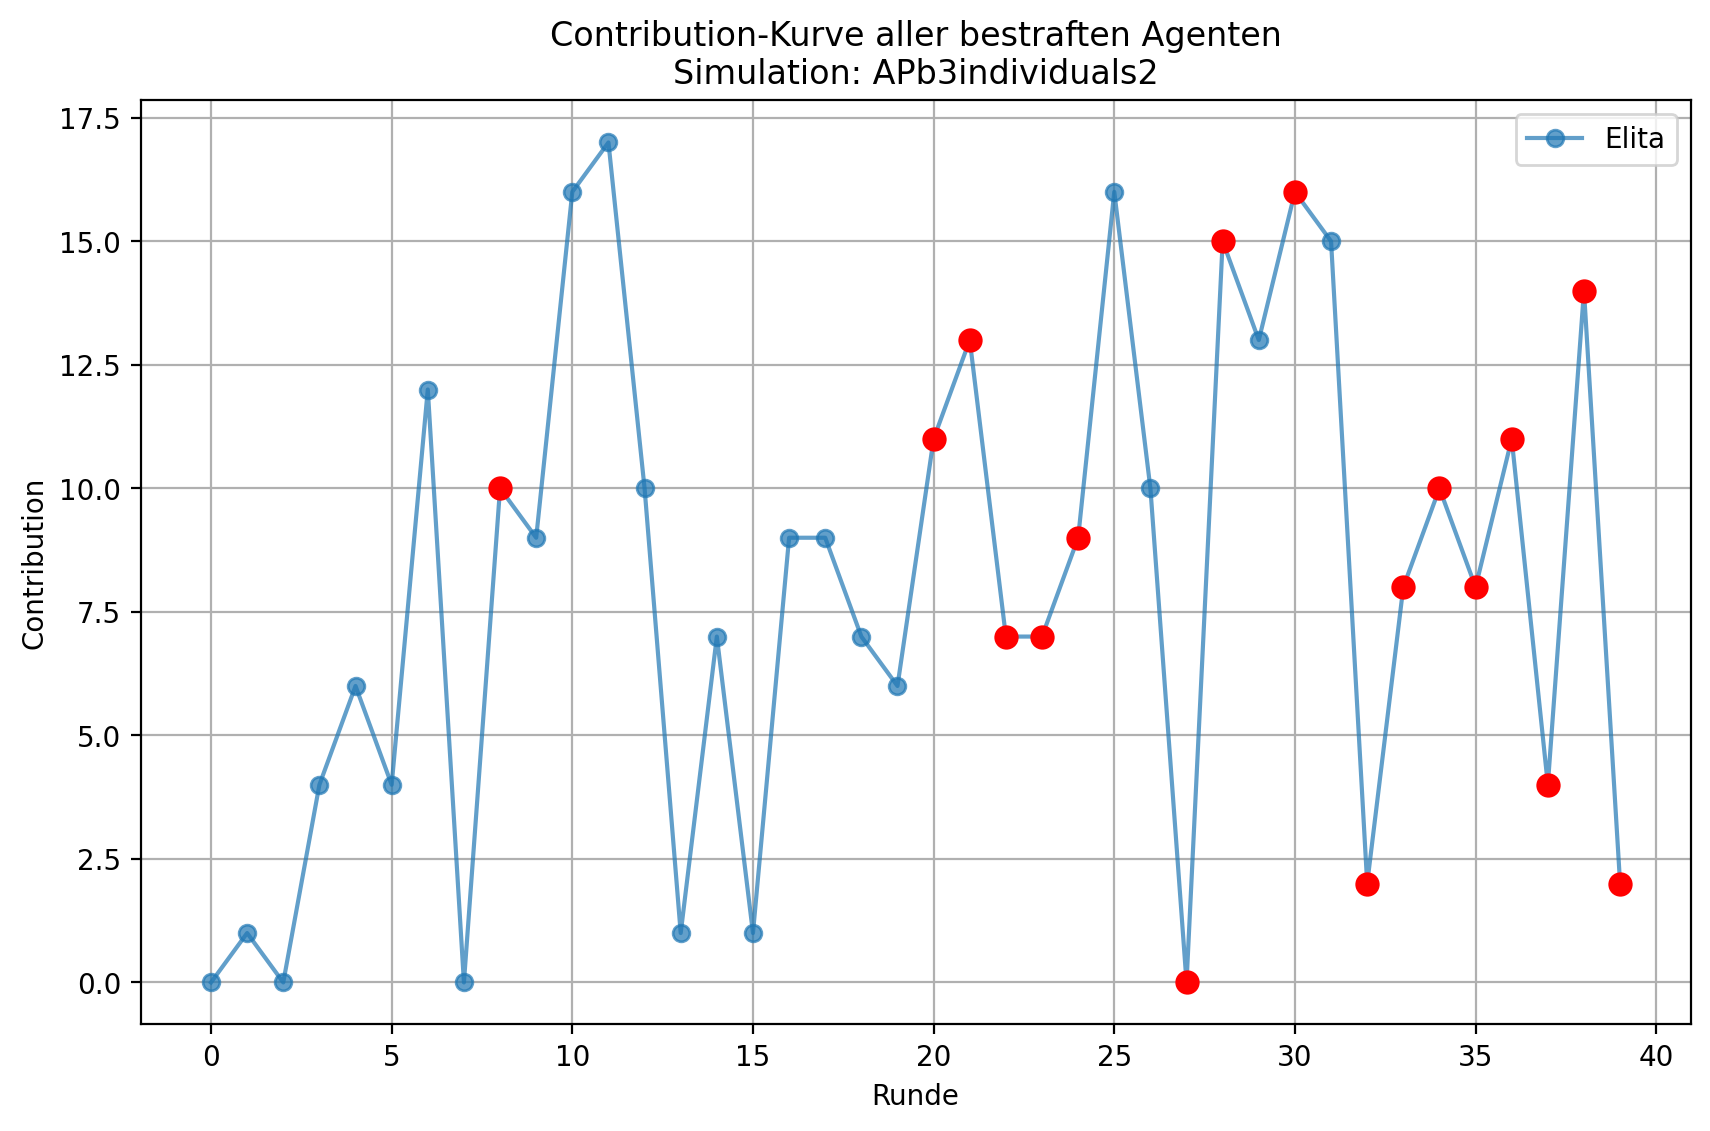 Contribution-Kurve aller bestraften Agenten
Simulation: APb3individuals2
Elita
17.5
15.0
12.5
10.0
7.5
5.0
2.5
0.0
Contribution
0 5 10 15 20 25 30 35 40
Runde